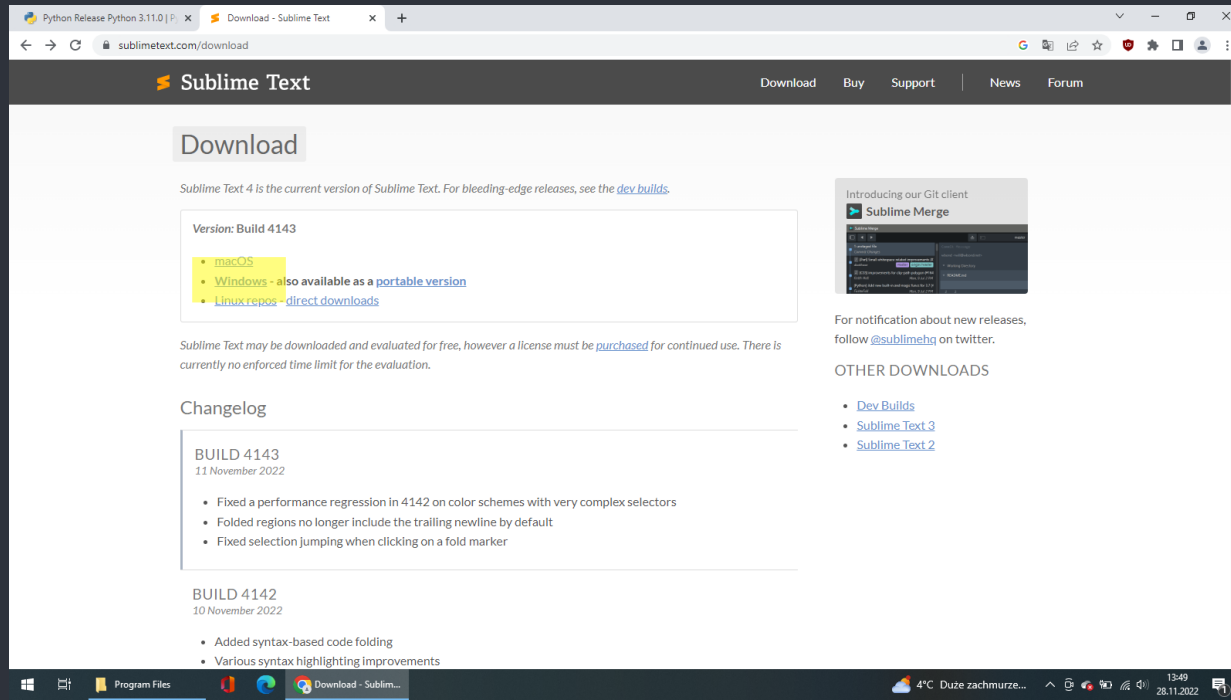 Python Release Python 3.11.0 | P
Download - Sublime Text
sublimetext.com/download
Sublime Text
Download Buy Support News Forum
Download
Sublime Text 4 is the current version of Sublime Text. For bleeding-edge releases, see the dev builds.
Version: Build 4143
• macOS
• Windows - also available as a portable version
• Linux repos - direct downloads
Sublime Text may be downloaded and evaluated for free, however a license must be purchased for continued use. There is
currently no enforced time limit for the evaluation.
Changelog
BUILD 4143
11 November 2022
• Fixed a performance regression in 4142 on color schemes with very complex selectors
• Folded regions no longer include the trailing newline by default
• Fixed selection jumping when clicking on a fold marker
BUILD 4142
10 November 2022
• Added syntax-based code folding
• Various syntax highlighting improvements
Introducing our Git client
Sublime Merge
For notification about new releases,
follow @sublimehq on twitter.
OTHER DOWNLOADS
• Dev Builds
• Sublime Text 3
• Sublime Text 2
Program Files
Download - Sublim...
4°C Duże zachmurze...
13:49
28.11.2022